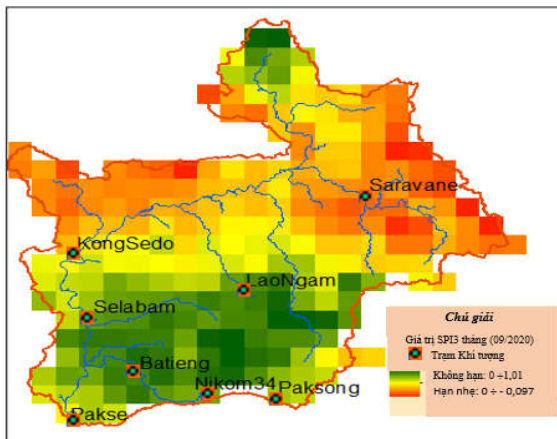 Saravane
KongSedo
LaoNgam
Selabam
Batieng
Nikom34
Paksong
Pakse
Chú giải
Giá trị SPI3 tháng (09/2020)
Trạm Khí tượng
Không hạn: 0 ÷1,01
Hạn nhẹ: 0 ÷ - 0,097